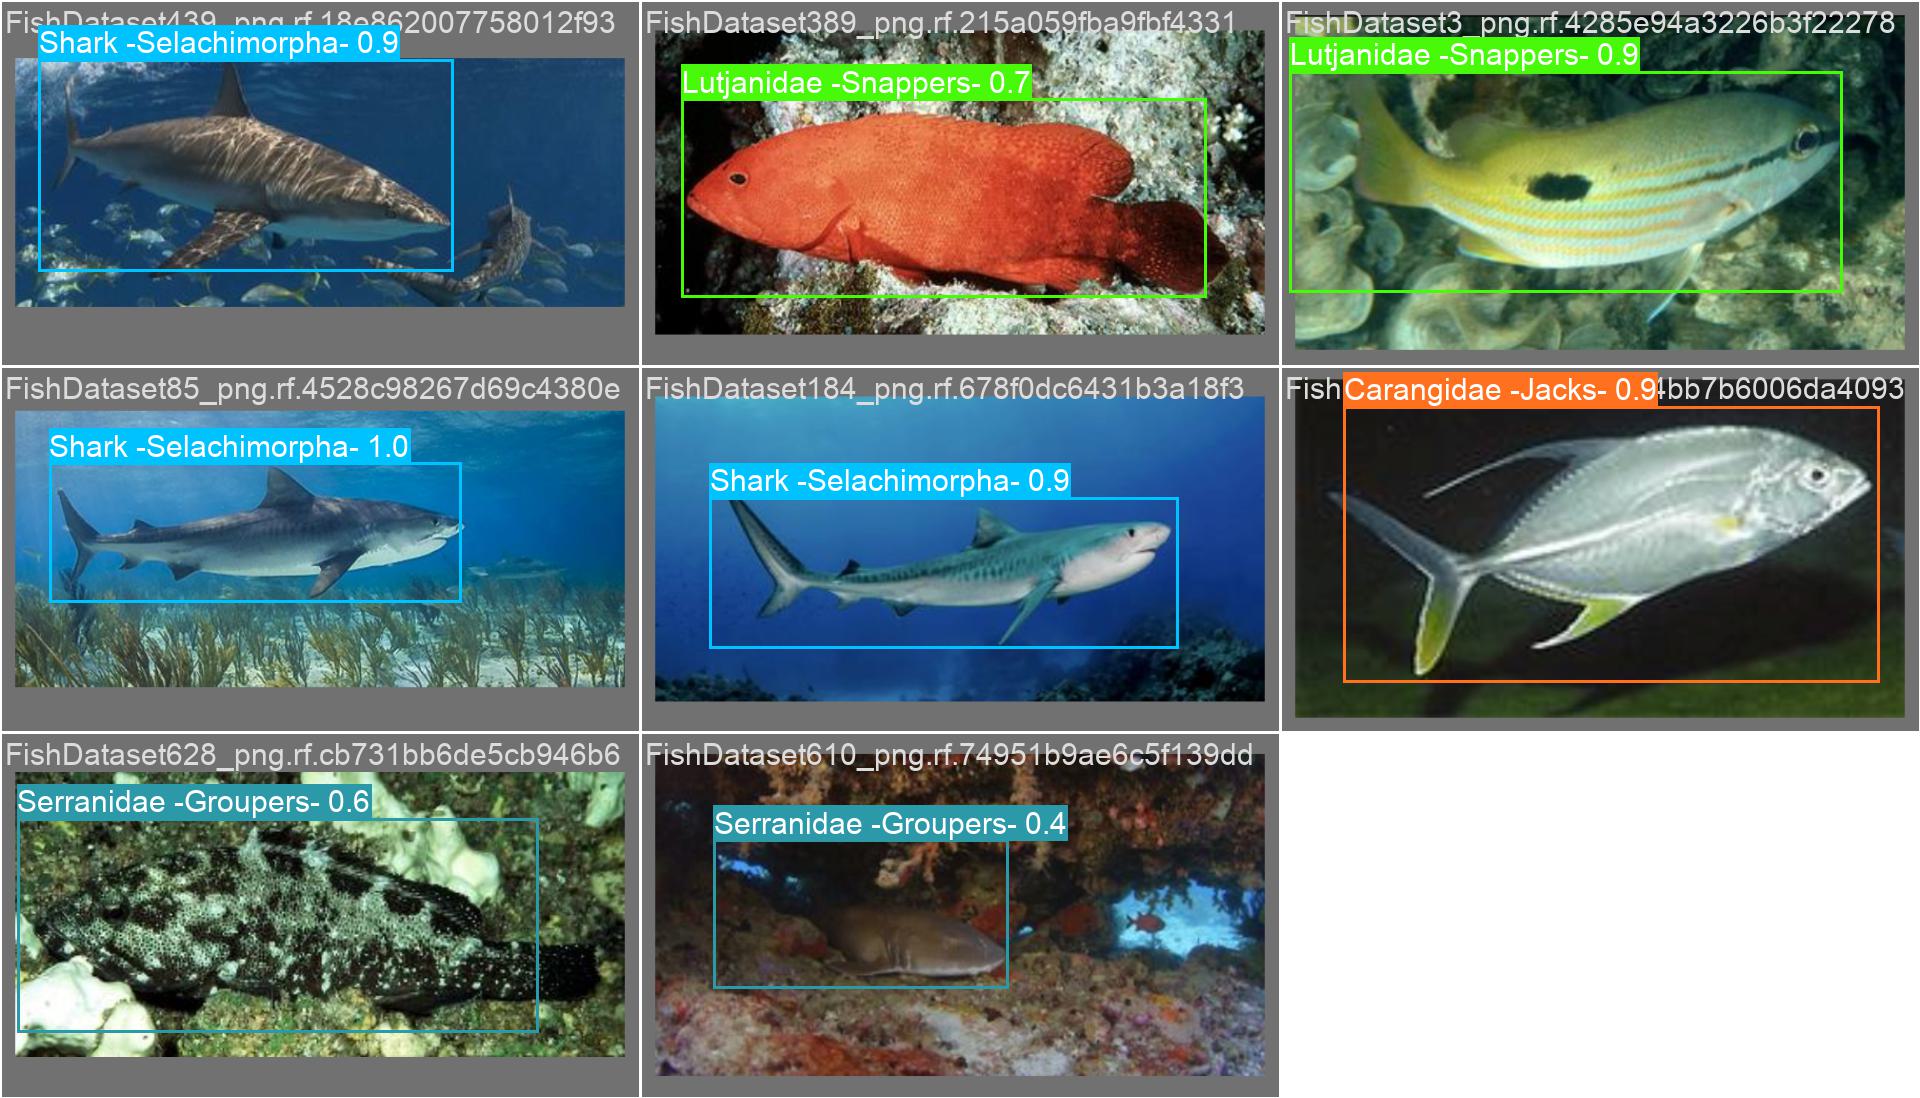 FishDataset439_png.rf.18e862007758012f93
Shark -Selachimorpha- 0.9
FishDataset389_png.rf.215a059fba9fbf4331
Lutjanidae -Snappers- 0.7
FishDataset3_png.rf.4285e94a3226b3f22278
Lutjanidae -Snappers- 0.9
FishDataset85_png.rf.4528c98267d69c4380e
Shark -Selachimorpha- 1.0
FishDataset184_png.rf.678f0dc6431b3a18f3
Shark -Selachimorpha- 0.9
Fish
Carangidae -Jacks- 0.9
4bb7b6006da4093
FishDataset628_png.rf.cb731bb6de5cb946b6
Serranidae -Groupers- 0.6
FishDataset610_png.rf.74951b9ae6c5f139dd
Serranidae -Groupers- 0.4